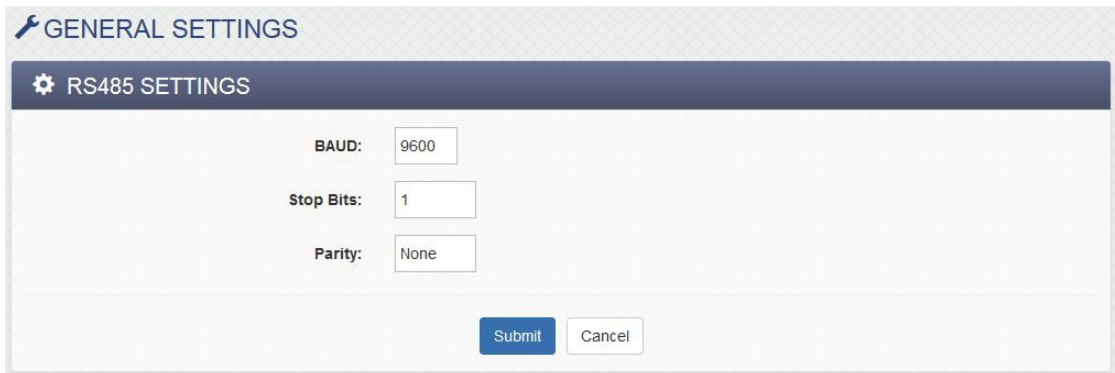 GENERAL SETTINGS
RS485 SETTINGS
BAUD: 9600
Stop Bits: 1
Parity: None
Submit Cancel